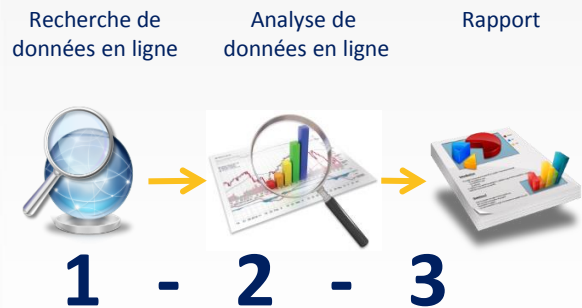 Recherche de
données en ligne
Analyse de
données en ligne
Rapport
1 - 2 - 3